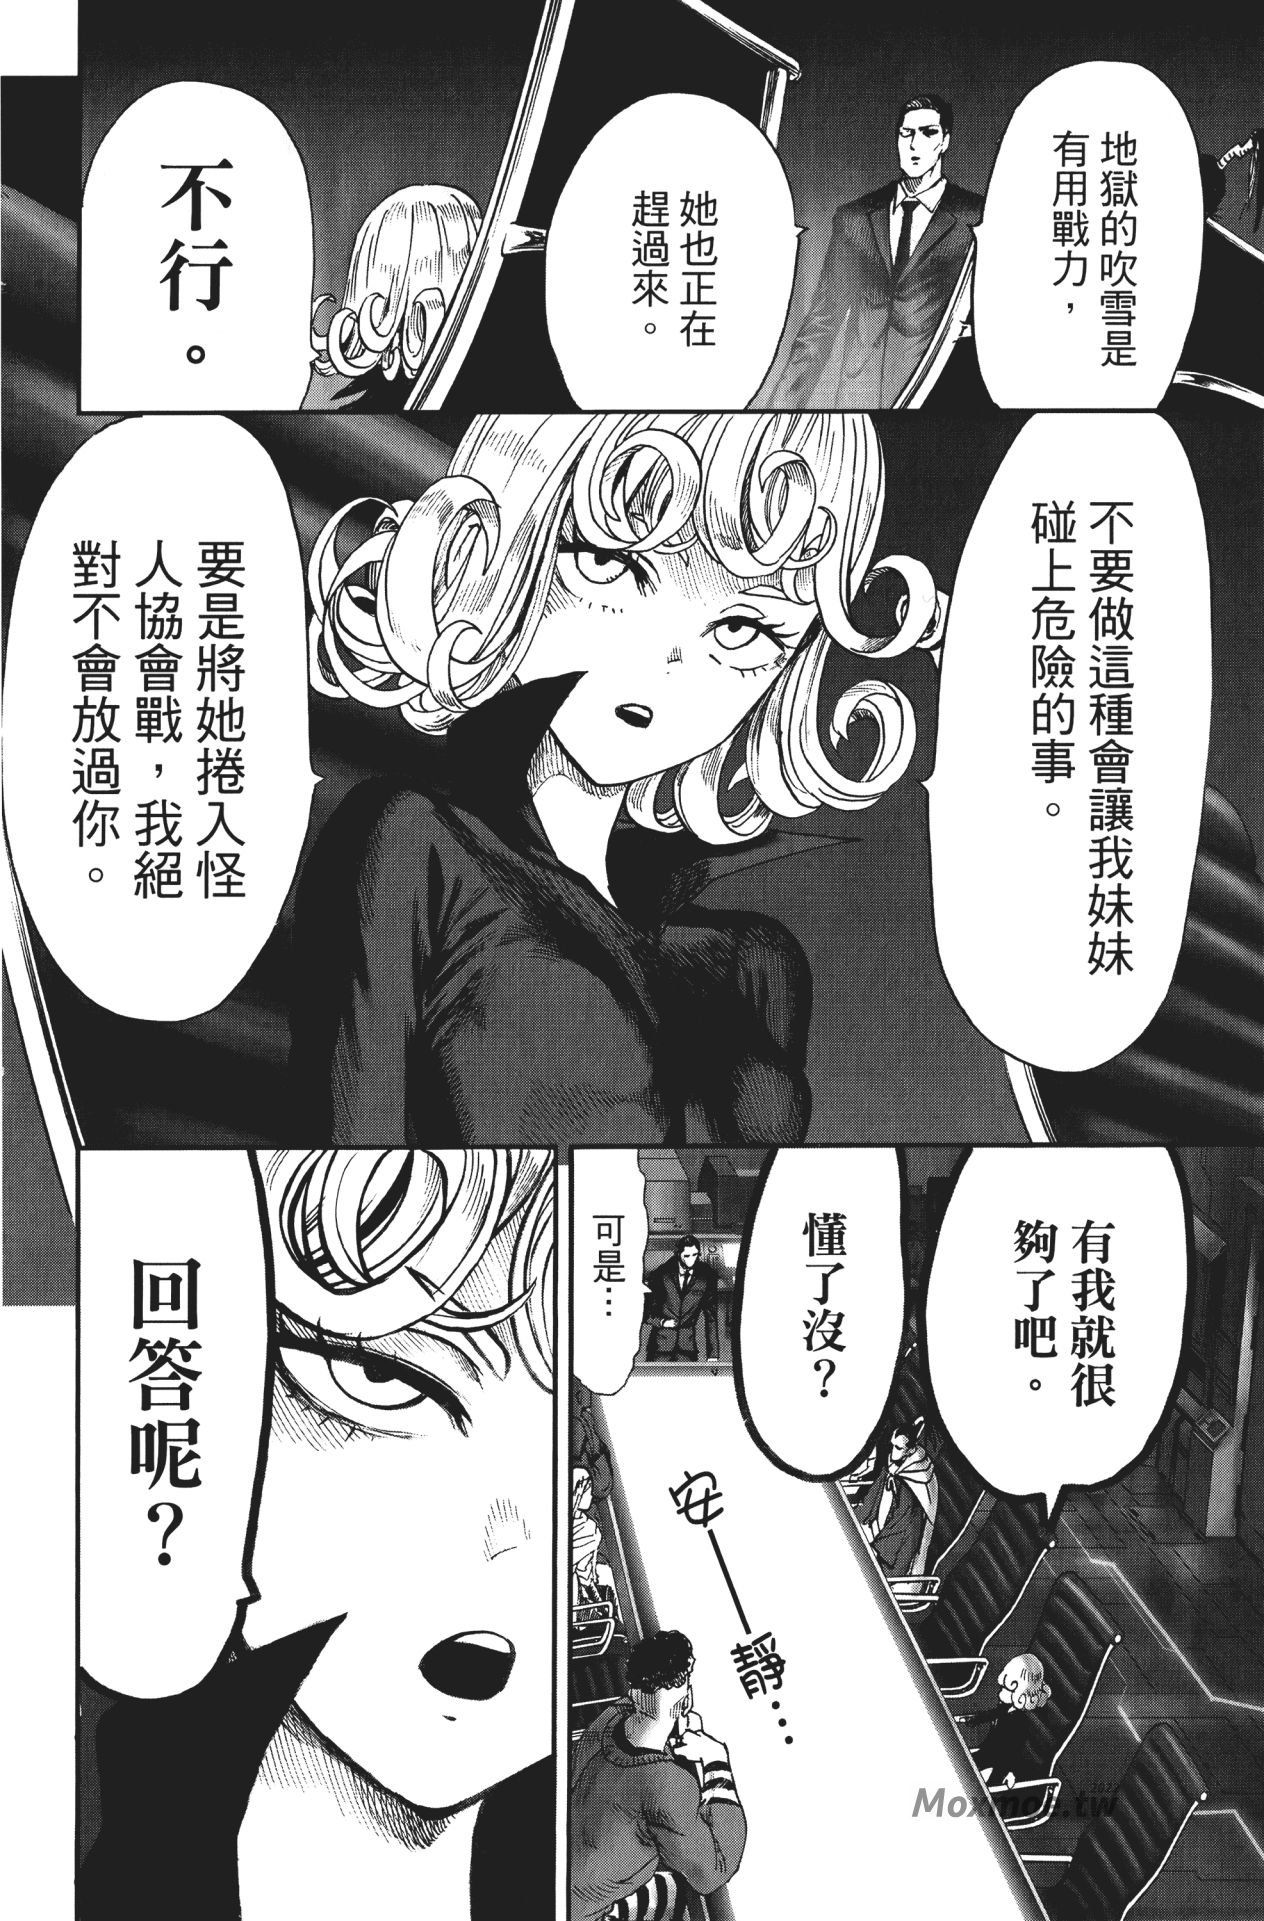 地獄的吹雪是
有用戰力，
她也正在
趕過來。
不行。
不要做這種會讓我妹妹
碰上危險的事。
要是將她捲入怪
人協會戰，我絕
對不會放過你。
有我就很
夠了吧。
懂了沒？
可是…
安——靜…
回答呢？
Moxmoe.tw